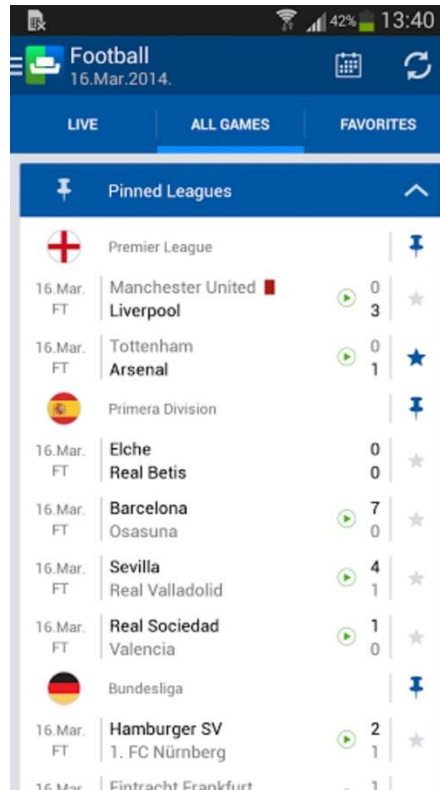 42% 13:40
Football
16.Mar.2014.
LIVE ALL GAMES FAVORITES
Pinned Leagues
Premier League
16.Mar. Manchester United 0
FT Liverpool 3
16.Mar. Tottenham 0
FT Arsenal 1
Primera Division
16.Mar. Elche 0
FT Real Betis 0
16.Mar. Barcelona 7
FT Osasuna 0
16.Mar. Sevilla 4
FT Real Valladolid 1
16.Mar. Real Sociedad 1
FT Valencia 0
Bundesliga
16.Mar. Hamburger SV 2
FT 1. FC Nürnberg 1
16.Mar. Eintracht Frankfurt 1